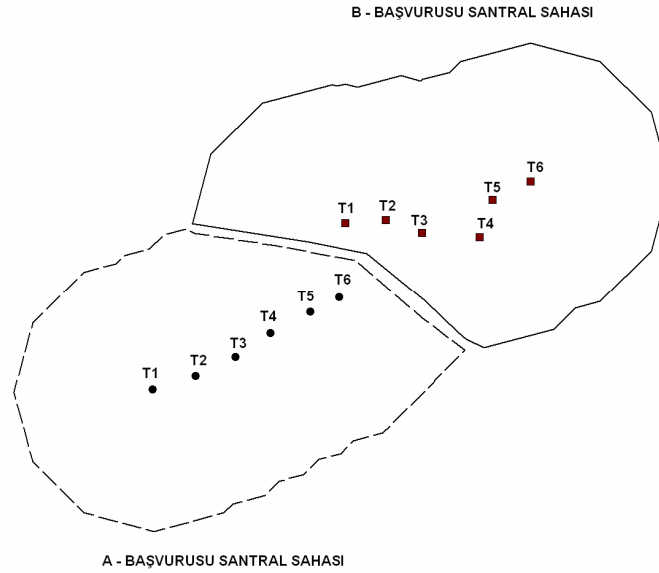 B - BAŞVURUSU SANTRAL SAHASI
T6
T5
T1
T2
T3
T4
T6
T5
T4
T3
T2
T1
A - BAŞVURUSU SANTRAL SAHASI